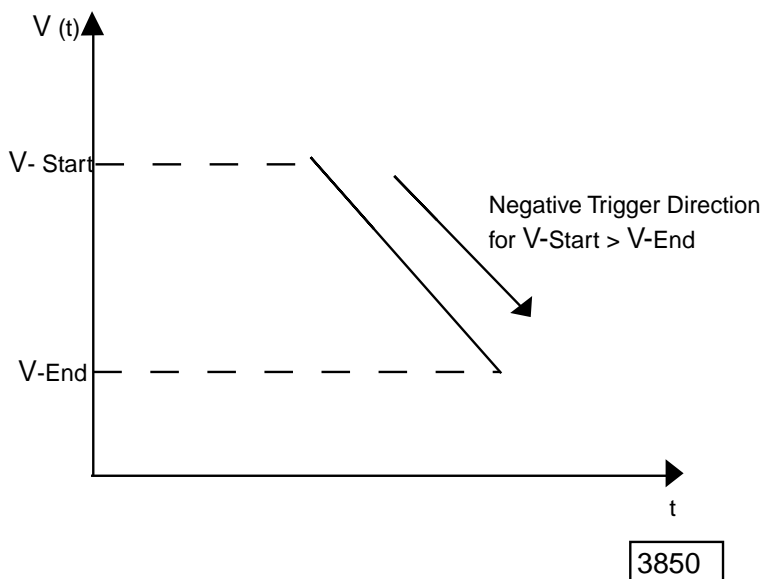 V (t)
V- Start
Negative Trigger Direction
for V-Start > V-End
V-End
t
3850